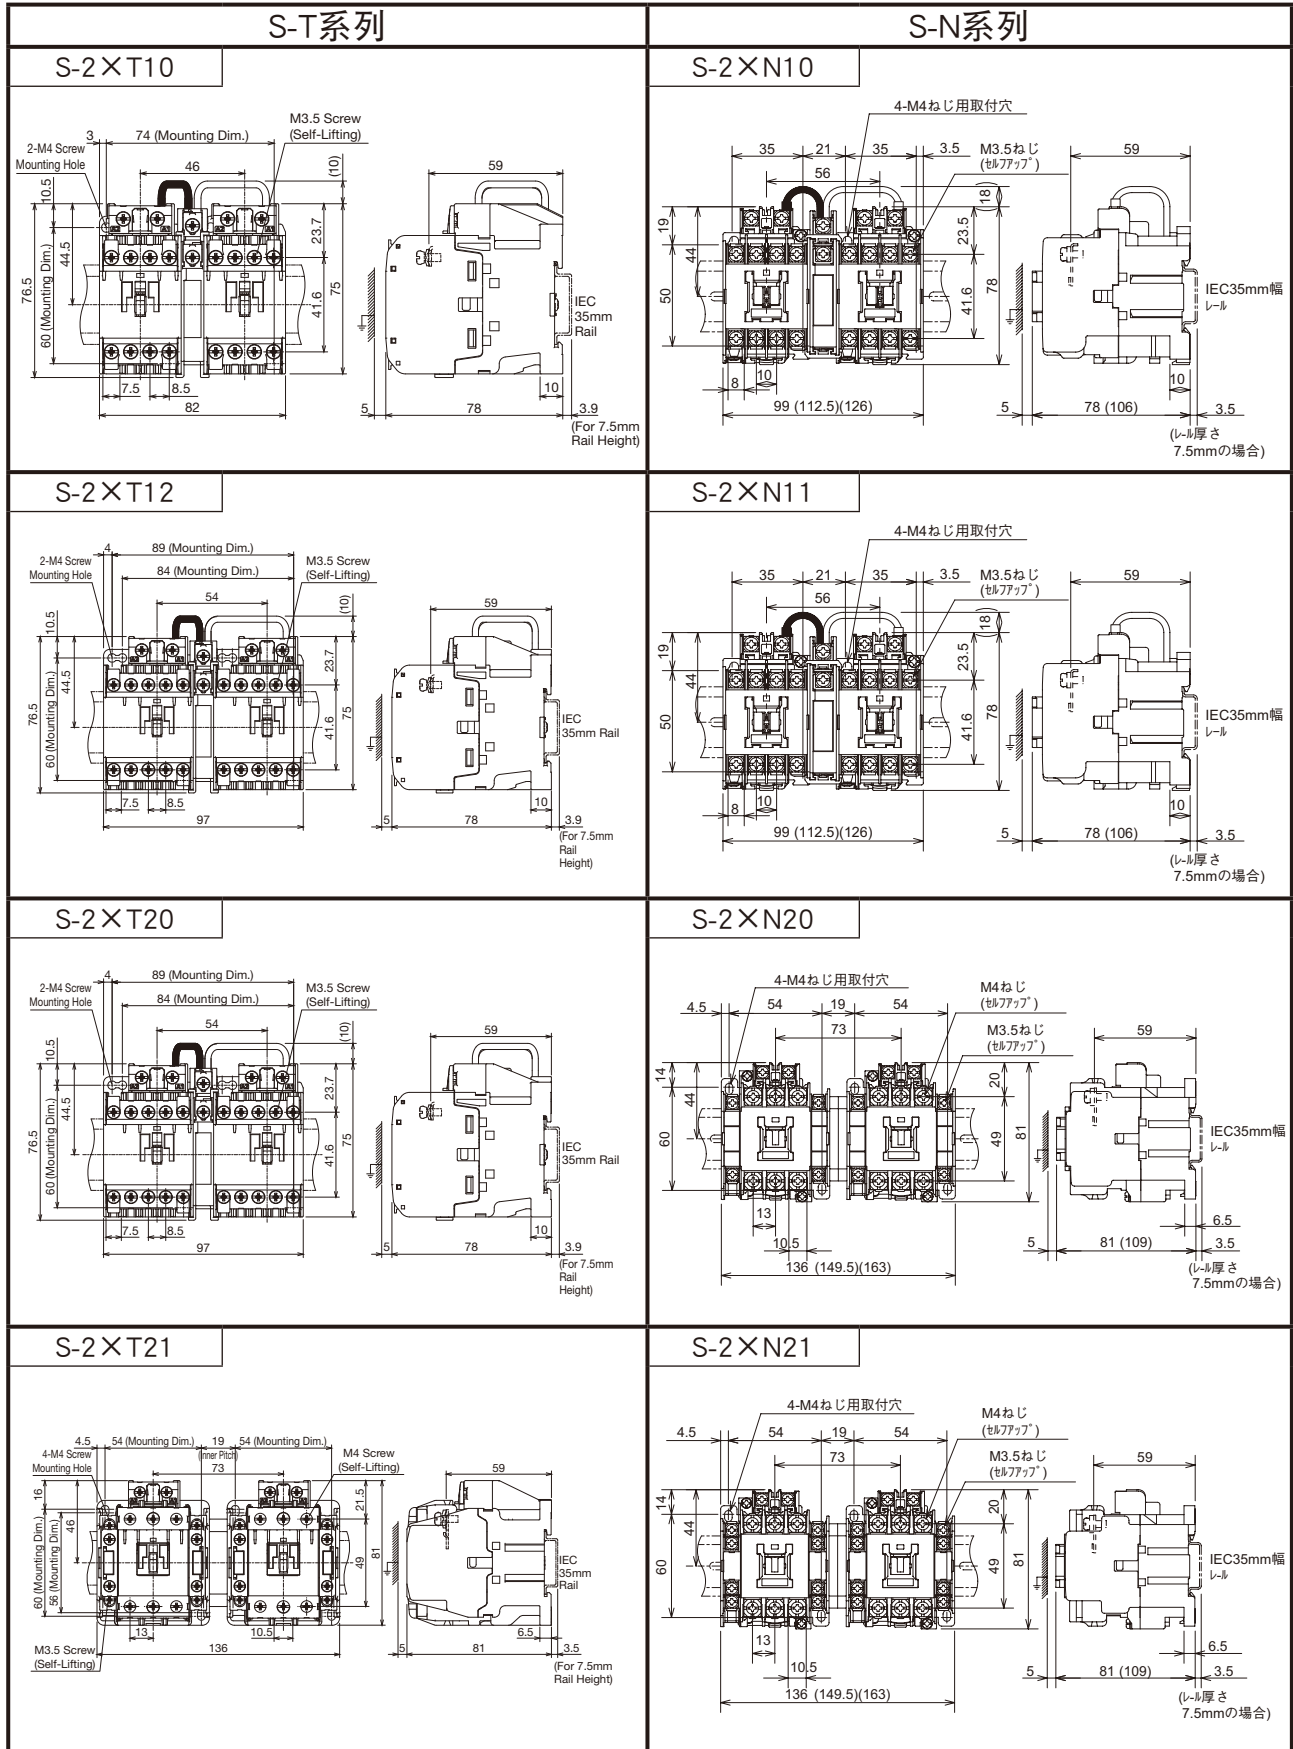 S-T系列
S-N系列
S-2×T10
3
74 (Mounting Dim.)
M3.5 Screw
(Self-Lifting)
2-M4 Screw
Mounting Hole
46
(10)
59
10.5
76.5
60 (Mounting Dim.)
44.5
23.7
41.6
75
IEC
35mm
Rail
7.5
8.5
82
10
5
78
3.9
(For 7.5mm
Rail Height)
S-2×N10
4-M4ねじ用取付穴
35
21
35
3.5
M3.5ねじ
(ｾﾙﾌｱｯﾌﾟ)
59
56
(18)
19
44
50
23.5
41.6
78
IEC35mm幅
ﾚｰﾙ
8
10
10
99 (112.5)(126)
5
78 (106)
3.5
(ﾚｰﾙ厚さ
7.5mmの場合)
S-2×T12
4
89 (Mounting Dim.)
2-M4 Screw
Mounting Hole
84 (Mounting Dim.)
M3.5 Screw
(Self-Lifting)
54
(10)
59
10.5
76.5
60 (Mounting Dim.)
44.5
23.7
41.6
75
IEC
35mm Rail
7.5
8.5
97
10
5
78
3.9
(For 7.5mm
Rail
Height)
S-2×N11
4-M4ねじ用取付穴
35
21
35
3.5
M3.5ねじ
(ｾﾙﾌｱｯﾌﾟ)
59
56
(18)
19
44
50
23.5
41.6
78
IEC35mm幅
ﾚｰﾙ
8
10
10
99 (112.5)(126)
5
78 (106)
3.5
(ﾚｰﾙ厚さ
7.5mmの場合)
S-2×T20
4
89 (Mounting Dim.)
2-M4 Screw
Mounting Hole
84 (Mounting Dim.)
M3.5 Screw
(Self-Lifting)
54
(10)
59
10.5
76.5
60 (Mounting Dim.)
44.5
23.7
41.6
75
IEC
35mm Rail
7.5
8.5
97
10
5
78
3.9
(For 7.5mm
Rail
Height)
S-2×N20
4-M4ねじ用取付穴
M4ねじ
(ｾﾙﾌｱｯﾌﾟ)
4.5
54
19
54
73
M3.5ねじ
(ｾﾙﾌｱｯﾌﾟ)
59
14
44
60
20
49
81
IEC35mm幅
ﾚｰﾙ
13
10.5
136 (149.5)(163)
6.5
5
81 (109)
3.5
(ﾚｰﾙ厚さ
7.5mmの場合)
S-2×T21
4.5
54 (Mounting Dim.)
19
54 (Mounting Dim.)
(Inner Pitch)
4-M4 Screw
Mounting Hole
M4 Screw
(Self-Lifting)
73
59
16
46
60 (Mounting Dim.)
56 (Mounting Dim.)
21.5
49
81
IEC
35mm
Rail
13
10.5
M3.5 Screw
(Self-Lifting)
136
6.5
5
81
3.5
(For 7.5mm
Rail Height)
S-2×N21
4-M4ねじ用取付穴
M4ねじ
(ｾﾙﾌｱｯﾌﾟ)
4.5
54
19
54
73
M3.5ねじ
(ｾﾙﾌｱｯﾌﾟ)
59
14
44
60
20
49
81
IEC35mm幅
ﾚｰﾙ
13
10.5
136 (149.5)(163)
6.5
5
81 (109)
3.5
(ﾚｰﾙ厚さ
7.5mmの場合)